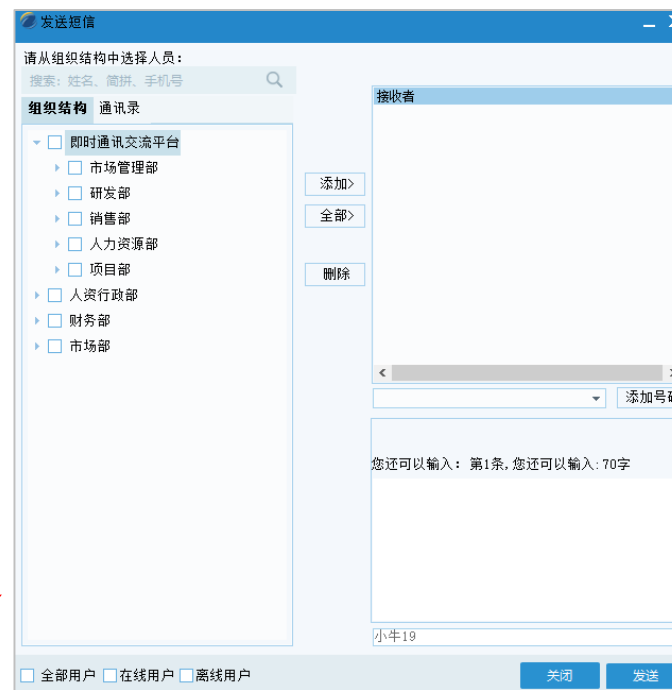 发送短信
请从组织结构中选择人员：
搜索：姓名、简拼、手机号
组织结构 通讯录
即时通讯交流平台
市场管理部
研发部
销售部
人力资源部
项目部
人资行政部
财务部
市场部
添加>
全部>
删除
接收者
添加号
您还可以输入：第1条,您还可以输入:70字
小牛19
全部用户 在线用户 离线用户
关闭 发送